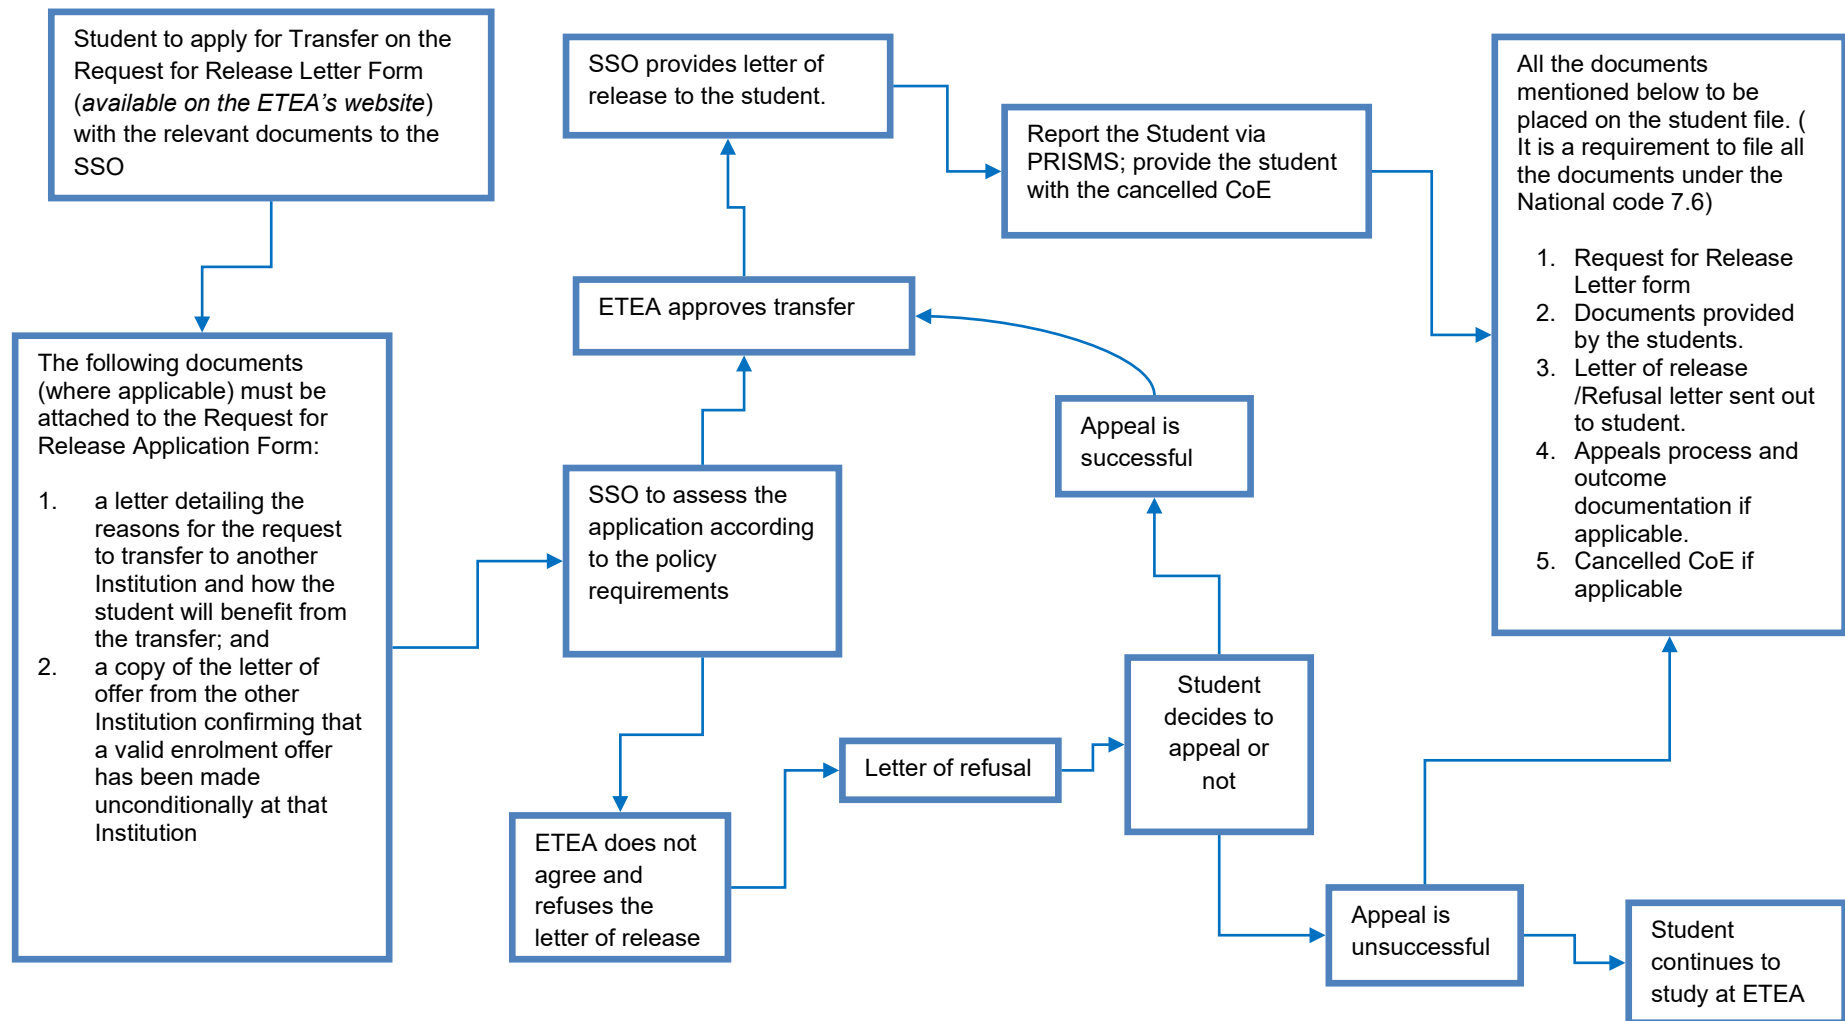 Student to apply for Transfer on the
Request for Release Letter Form
(available on the ETEA's website)
with the relevant documents to the
SSO
The following documents
(where applicable) must be
attached to the Request for
Release Application Form:
1. a letter detailing the
reasons for the request
to transfer to another
Institution and how the
student will benefit from
the transfer; and
2. a copy of the letter of
offer from the other
Institution confirming that
a valid enrolment offer
has been made
unconditionally at that
Institution
SSO to assess the
application according
to the policy
requirements
ETEA approves transfer
SSO provides letter of
release to the student.
Report the Student via
PRISMS; provide the student
with the cancelled CoE
ETEA does not
agree and
refuses the
letter of release
Letter of refusal
Student
decides to
appeal or
not
Appeal is
successful
Appeal is
unsuccessful
Student
continues to
study at ETEA
All the documents
mentioned below to be
placed on the student file. (
It is a requirement to file all
the documents under the
National code 7.6)
1. Request for Release
Letter form
2. Documents provided
by the students.
3. Letter of release
/Refusal letter sent out
to student.
4. Appeals process and
outcome
documentation if
applicable.
5. Cancelled CoE if
applicable